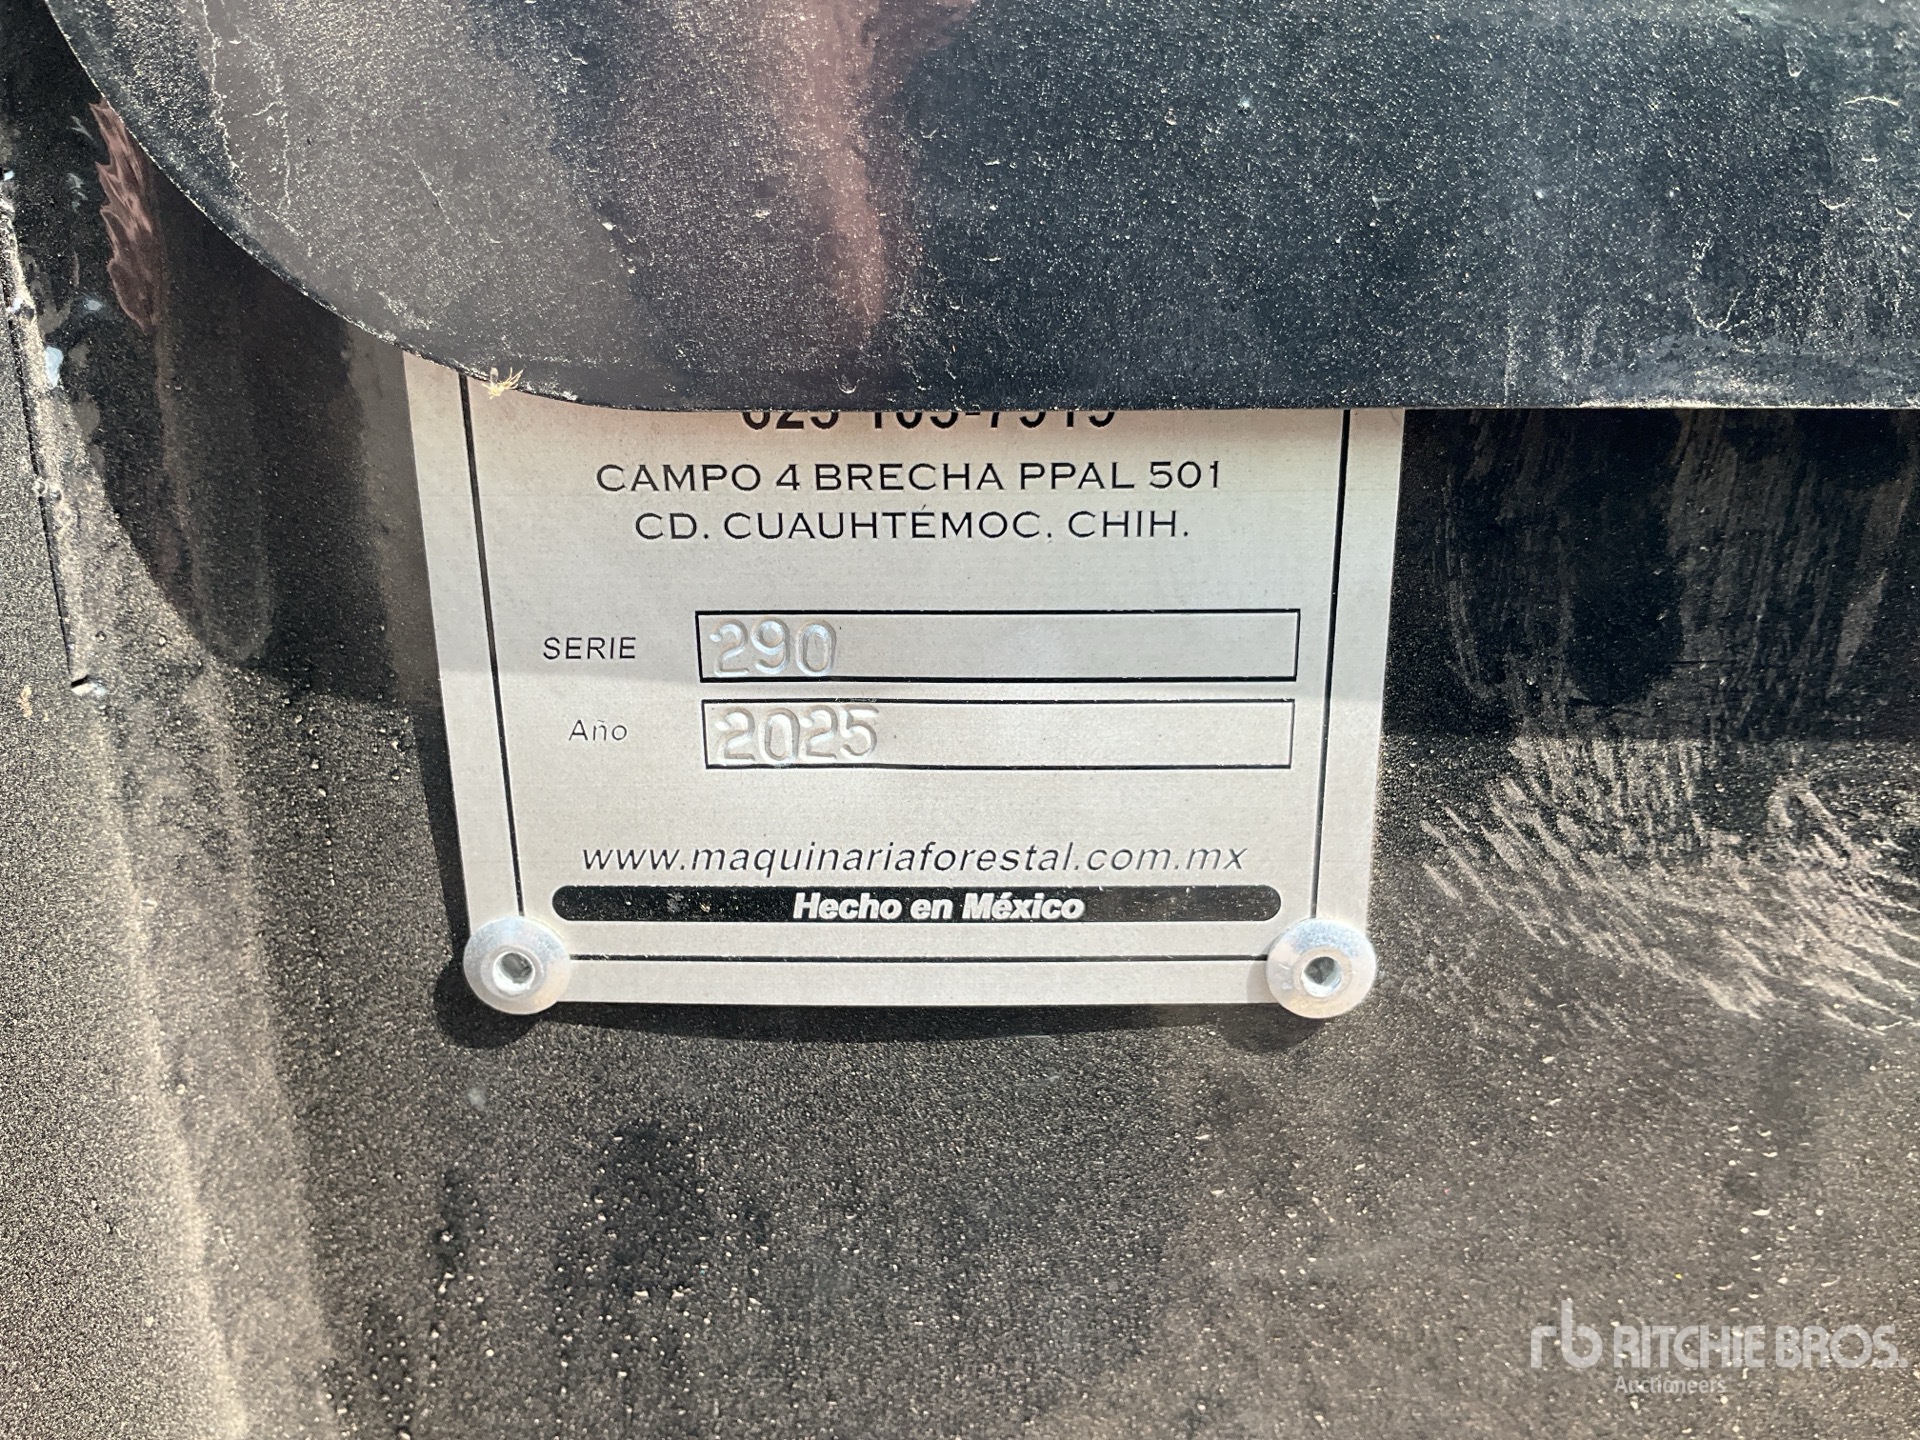 CAMPO 4 BRECHA PPAL 501
CD. CUAUHTÉMOC, CHIH.
SERIE 290
Año 2025
www.maquinariaforestal.com.mx
Hecho en México
rb RITCHIE BROS.
Auctioneers